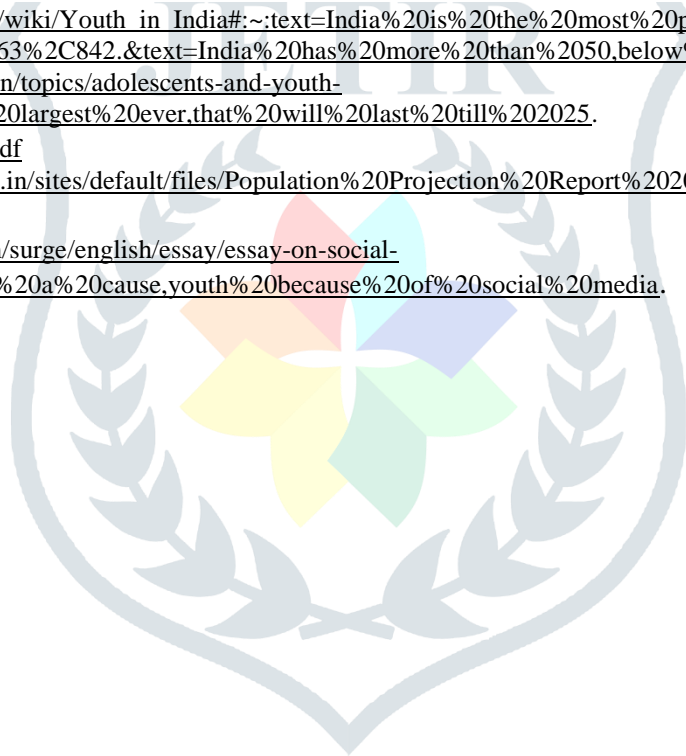 JETIR
/wiki/Youth_in_India#:~:text=India%20is%20the%20most%20p
63%2C842.&text=India%20has%20more%20than%2050,below%
n/topics/adolescents-and-youth-
20largest%20ever,that%20will%20last%20till%202025.
df
.in/sites/default/files/Population%20Projection%20Report%202
n/surge/english/essay/essay-on-social-
%20a%20cause,youth%20because%20of%20social%20media.